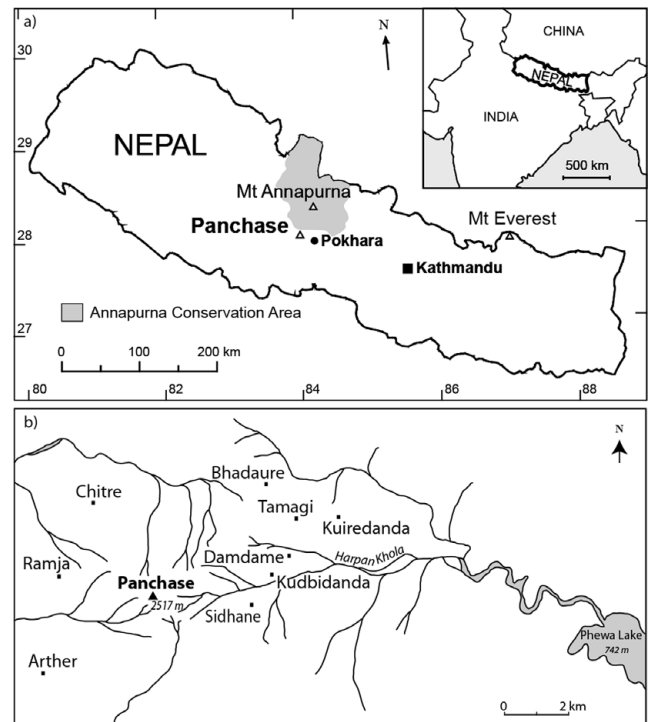 a)
N
CHINA
NEPAL
INDIA
500 km
NEPAL
Mt Annapurna
Panchase
Pokhara
Mt Everest
Kathmandu
Annapurna Conservation Area
0 100 200 km
30
29
28
27
80 82 84 86 88
b)
N
Bhadaure
Chitre
Tamagi
Kuiredanda
Damdame
Harpan Khola
Ramja
Panchase
2517 m
Kudbidanda
Sidhane
Phewa Lake
742 m
Arther
0 2 km